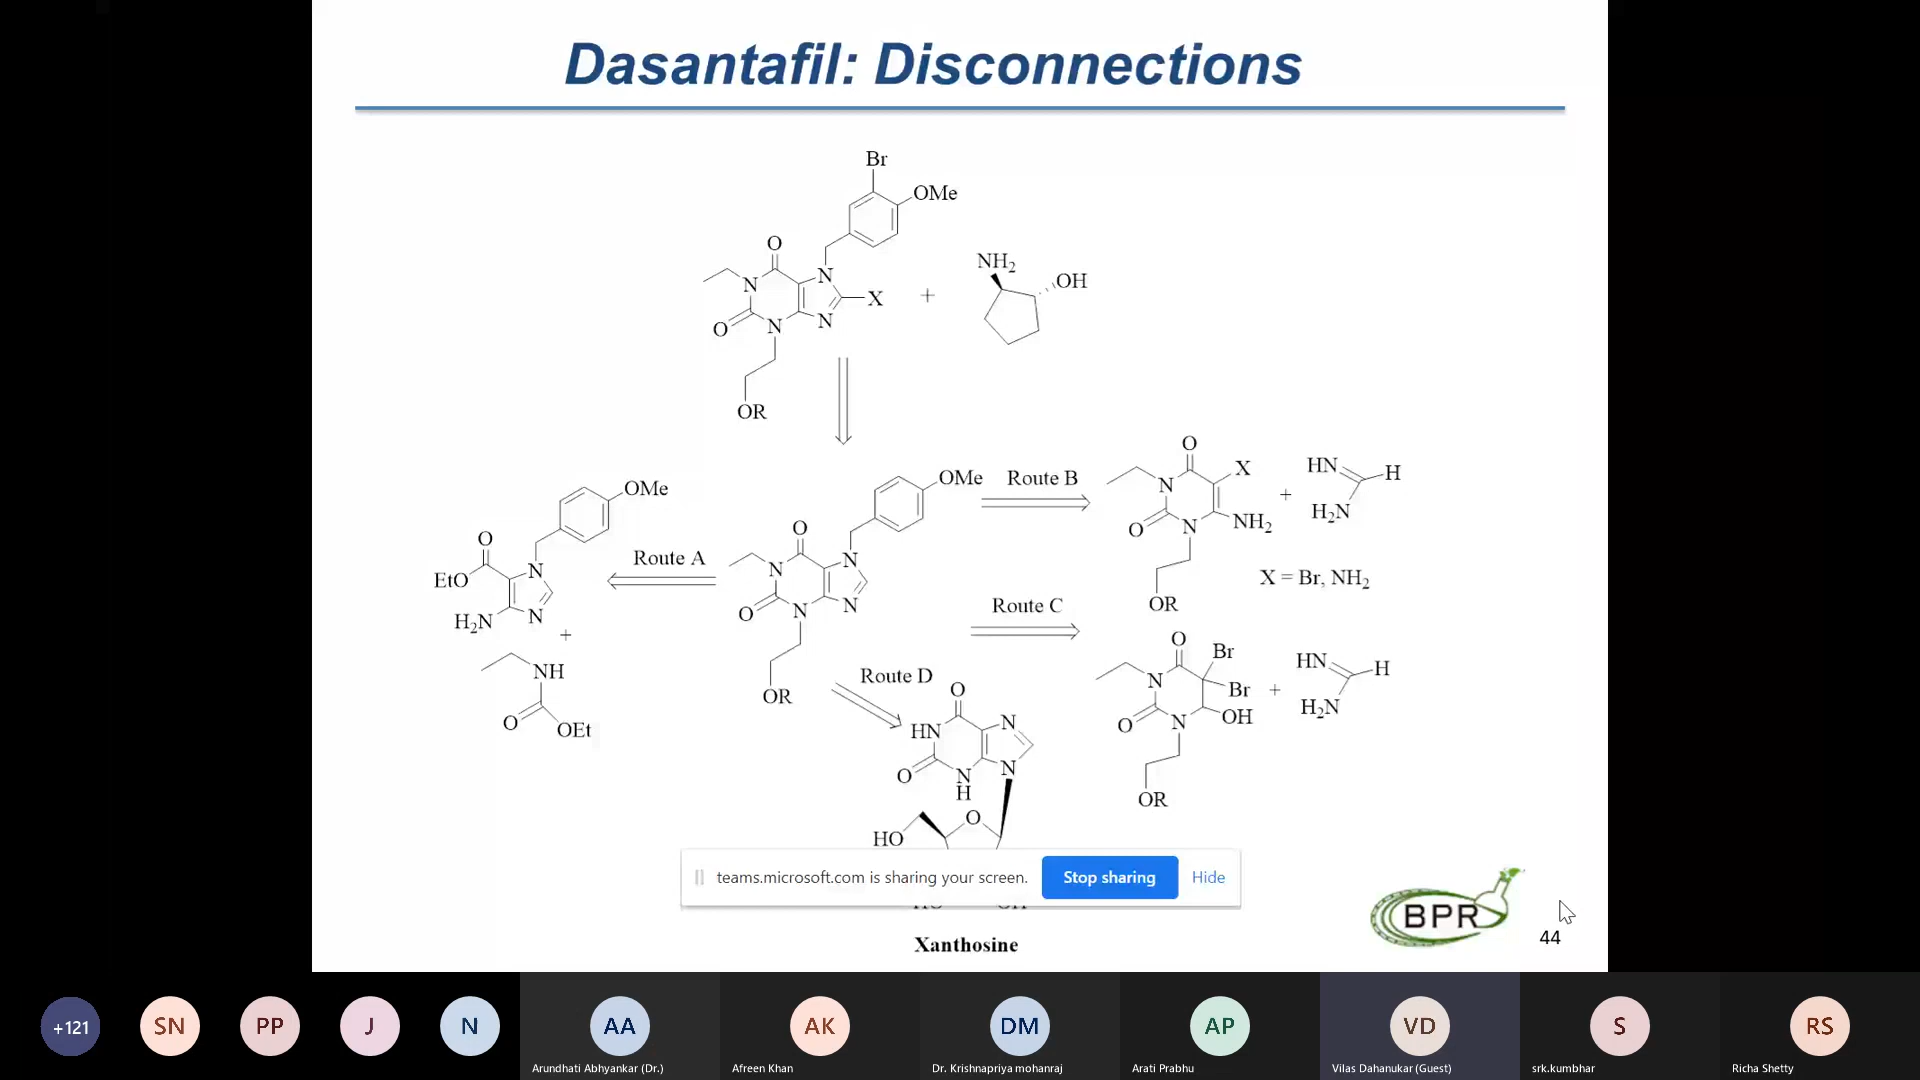 Dasantafil: Disconnections
Br
OMe
O
N
N
X
O
N
N
OR
+
NH2
OH
OMe
O
EtO
N
H2N
N
+
NH
O
OEt
Route A
OMe
O
N
N
O
N
N
OR
Route B
O
X
N
O
N
NH2
OR
+
HN
H
H2N
X = Br, NH2
Route C
O
Br
N
Br
O
N
OH
OR
+
HN
H
H2N
Route D
O
HN
N
O
N
H
N
O
HO
teams.microsoft.com is sharing your screen.
Stop sharing
Hide
Xanthosine
BPR
44
+121
SN
PP
J
N
AA
AK
DM
AP
VD
S
RS
Arundhati Abhyankar (Dr.)
Afreen Khan
Dr. Krishnapriya mohanraj
Arati Prabhu
Vilas Dahanukar (Guest)
srk.kumbhar
Richa Shetty